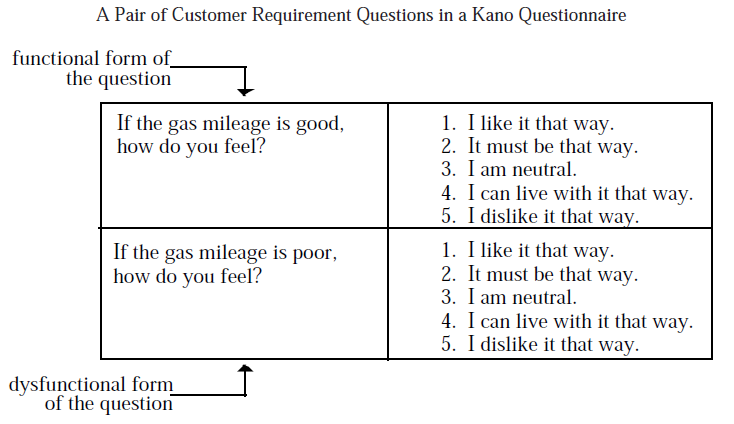 A Pair of Customer Requirement Questions in a Kano Questionnaire
functional form of
the question
If the gas mileage is good,
how do you feel?
1. I like it that way.
2. It must be that way.
3. I am neutral.
4. I can live with it that way.
5. I dislike it that way.
If the gas mileage is poor,
how do you feel?
1. I like it that way.
2. It must be that way.
3. I am neutral.
4. I can live with it that way.
5. I dislike it that way.
dysfunctional form
of the question